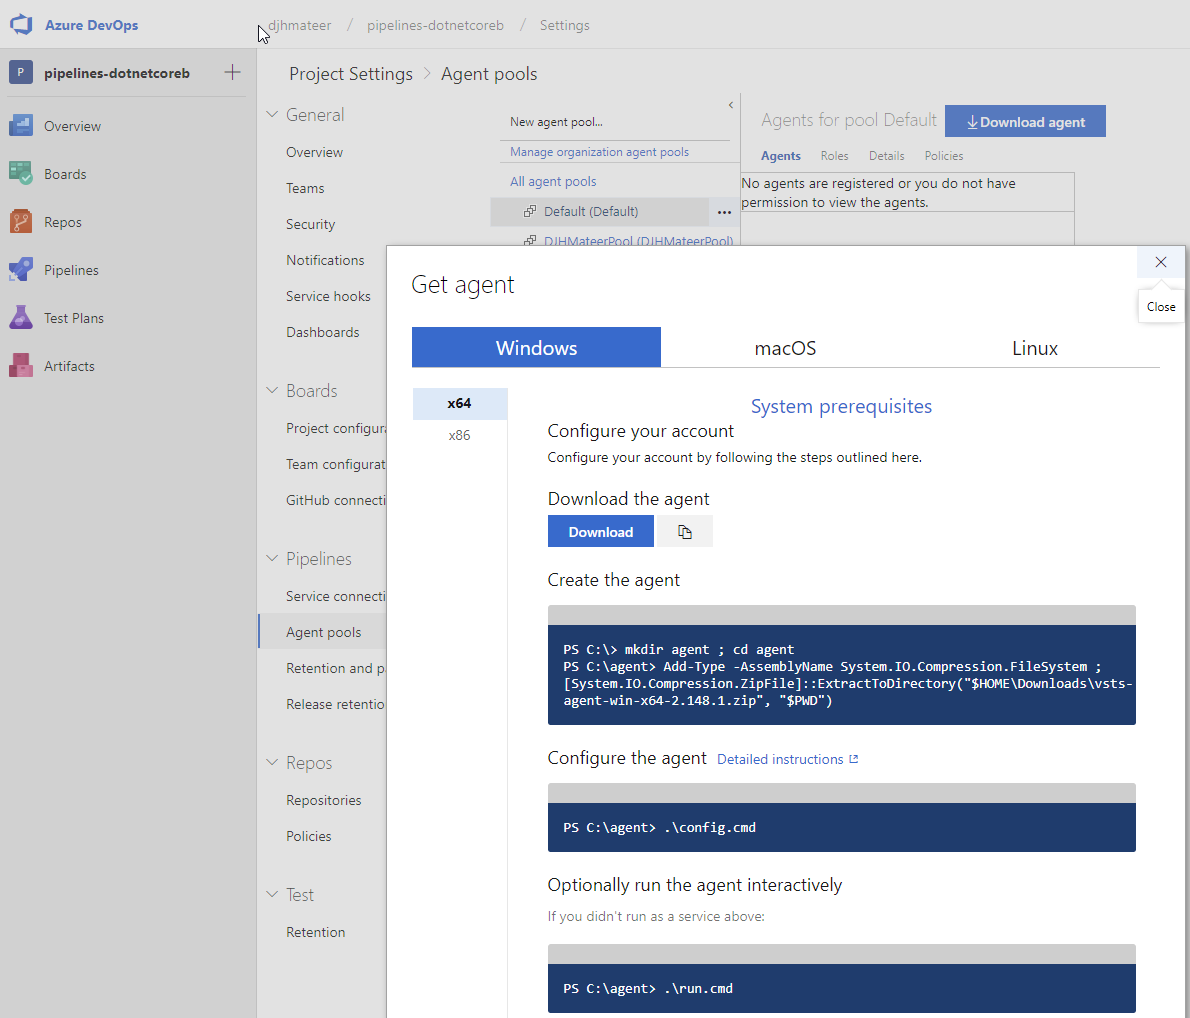 Azure DevOps
djhmateer / pipelines-dotnetcoreb / Settings
P pipelines-dotnetcoreb +
Overview
Boards
Repos
Pipelines
Test Plans
Artifacts
Project Settings > Agent pools
General
Overview
Teams
Security
Notifications
Service hooks
Dashboards
Boards
Project configura
Team configurat
GitHub connecti
Pipelines
Service connecti
Agent pools
Retention and p
Release retentio
Repos
Repositories
Policies
Test
Retention
New agent pool...
Manage organization agent pools
All agent pools
Default (Default)
DJHMateerPool (DJHMateerPool)
Agents for pool Default
Download agent
Agents Roles Details Policies
No agents are registered or you do not have
permission to view the agents.
Get agent
Close
Windows macOS Linux
x64
x86
System prerequisites
Configure your account
Configure your account by following the steps outlined here.
Download the agent
Download
Create the agent
PS C:\> mkdir agent ; cd agent
PS C:\agent> Add-Type -AssemblyName System.IO.Compression.FileSystem ;
[System.IO.Compression.ZipFile]::ExtractToDirectory("$HOME\Downloads\vsts-
agent-win-x64-2.148.1.zip", "$PWD")
Configure the agent Detailed instructions
PS C:\agent> .\config.cmd
Optionally run the agent interactively
If you didn't run as a service above:
PS C:\agent> .\run.cmd